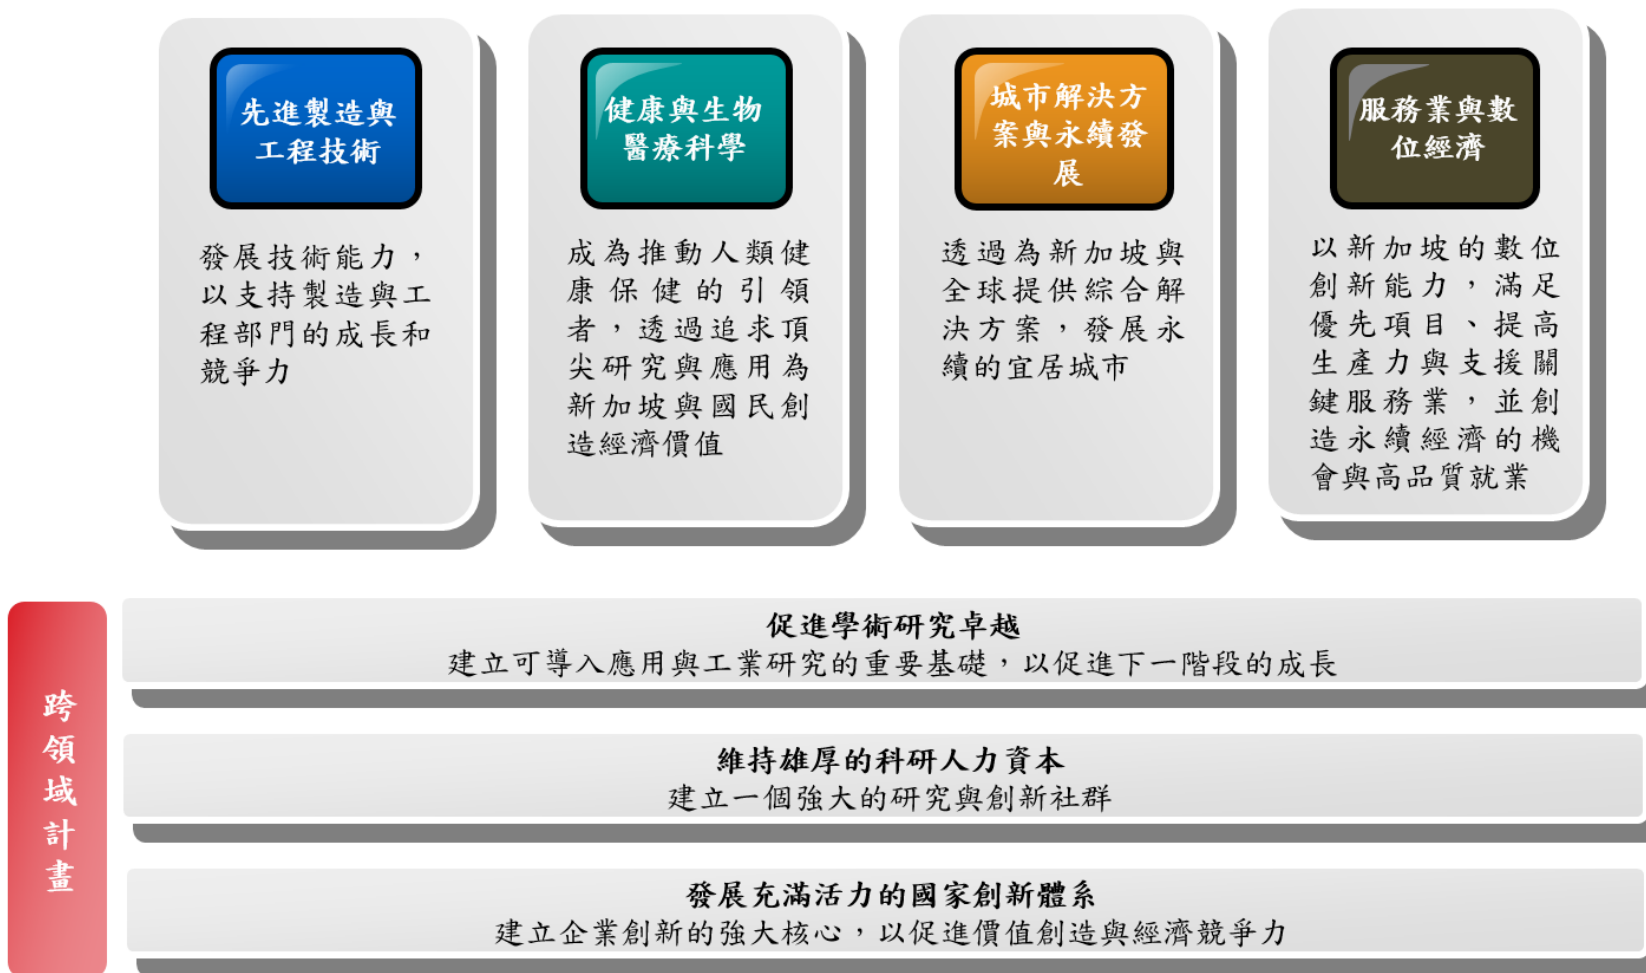 先進製造與
工程技術
發展技術能力，
以支持製造與工
程部門的成長和
競爭力
健康與生物
醫療科學
成為推動人類健
康保健的引領
者，透過追求頂
尖研究與應用為
新加坡與國民創
造經濟價值
城市解決方
案與永續發
展
透過為新加坡與
全球提供綜合解
決方案，發展永
續的宜居城市
服務業與數
位經濟
以新加坡的數位
創新能力，滿足
優先項目、提高
生產力與支援關
鍵服務業，並創
造永續經濟的機
會與高品質就業
跨領域計畫
促進學術研究卓越
建立可導入應用與工業研究的重要基礎，以促進下一階段的成長
維持雄厚的科研人力資本
建立一個強大的研究與創新社群
發展充滿活力的國家創新體系
建立企業創新的強大核心，以促進價值創造與經濟競爭力